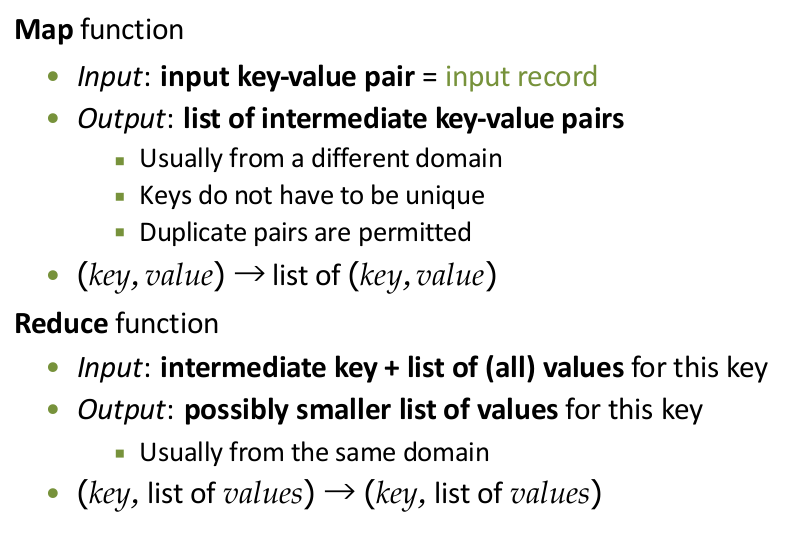 Map function
• Input: input key-value pair = input record
• Output: list of intermediate key-value pairs
▪ Usually from a different domain
▪ Keys do not have to be unique
▪ Duplicate pairs are permitted
• (key, value) → list of (key, value)
Reduce function
• Input: intermediate key + list of (all) values for this key
• Output: possibly smaller list of values for this key
▪ Usually from the same domain
• (key, list of values) → (key, list of values)